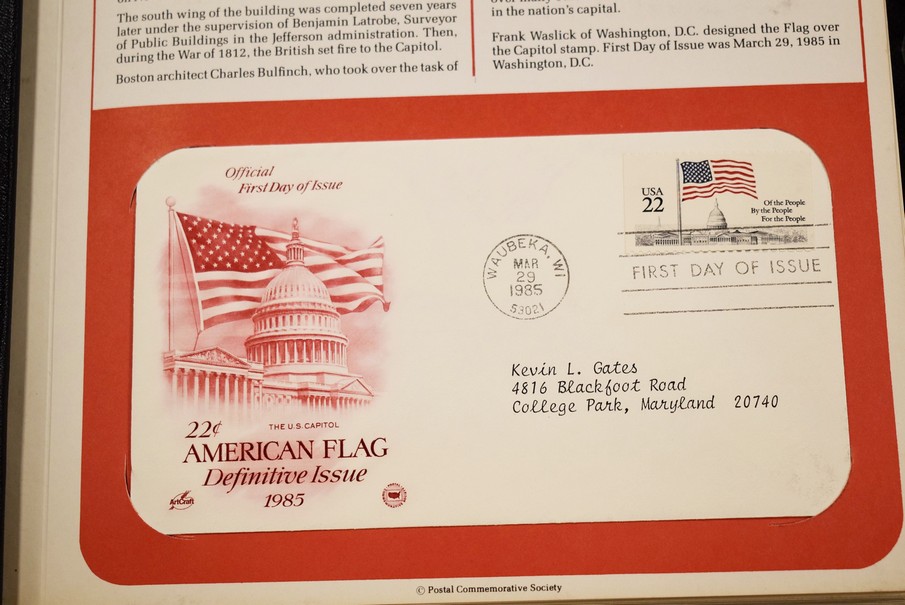 The south wing of the building was completed seven years
later under the supervision of Benjamin Latrobe, Surveyor
of Public Buildings in the Jefferson administration. Then,
during the War of 1812, the British set fire to the Capitol.
Boston architect Charles Bulfinch, who took over the task of
in the nation's capital.
Frank Waslick of Washington, D.C. designed the Flag over
the Capitol stamp. First Day of Issue was March 29, 1985 in
Washington, D.C.
Official
First Day of Issue
THE U.S. CAPITOL
22¢
AMERICAN FLAG
Definitive Issue
1985
ArtCraft
WAUBEKA, WI
MAR
29
1985
53021
USA
22
Of the People
By the People
For the People
FIRST DAY OF ISSUE
Kevin L. Gates
4816 Blackfoot Road
College Park, Maryland 20740
© Postal Commemorative Society